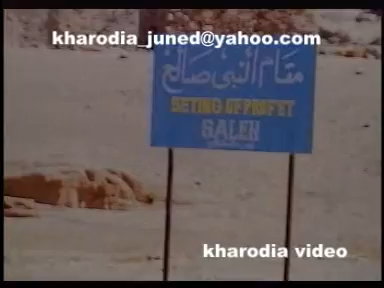 kharodia_juned@yahoo.com
مقام النبي صالح
SETING OF PROFET
SALEH
kharodia video